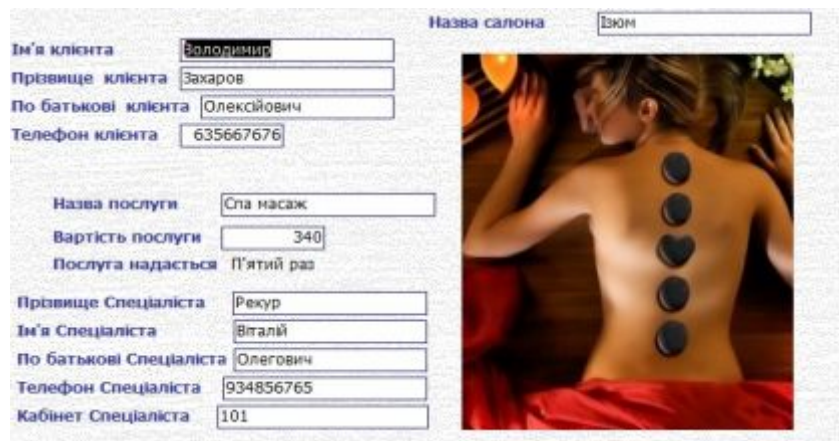 Назва салона Ізюм
Ім'я клієнта Володимир
Прізвище клієнта Захаров
По батькові клієнта Олексійович
Телефон клієнта 635667676
Назва послуги Спа масаж
Вартість послуги 340
Послуга надасться П'ятий раз
Прізвище Спеціаліста Рекур
Ім'я Спеціаліста Віталій
По батькові Спеціаліста Олегович
Телефон Спеціаліста 934856765
Кабінет Спеціаліста 101